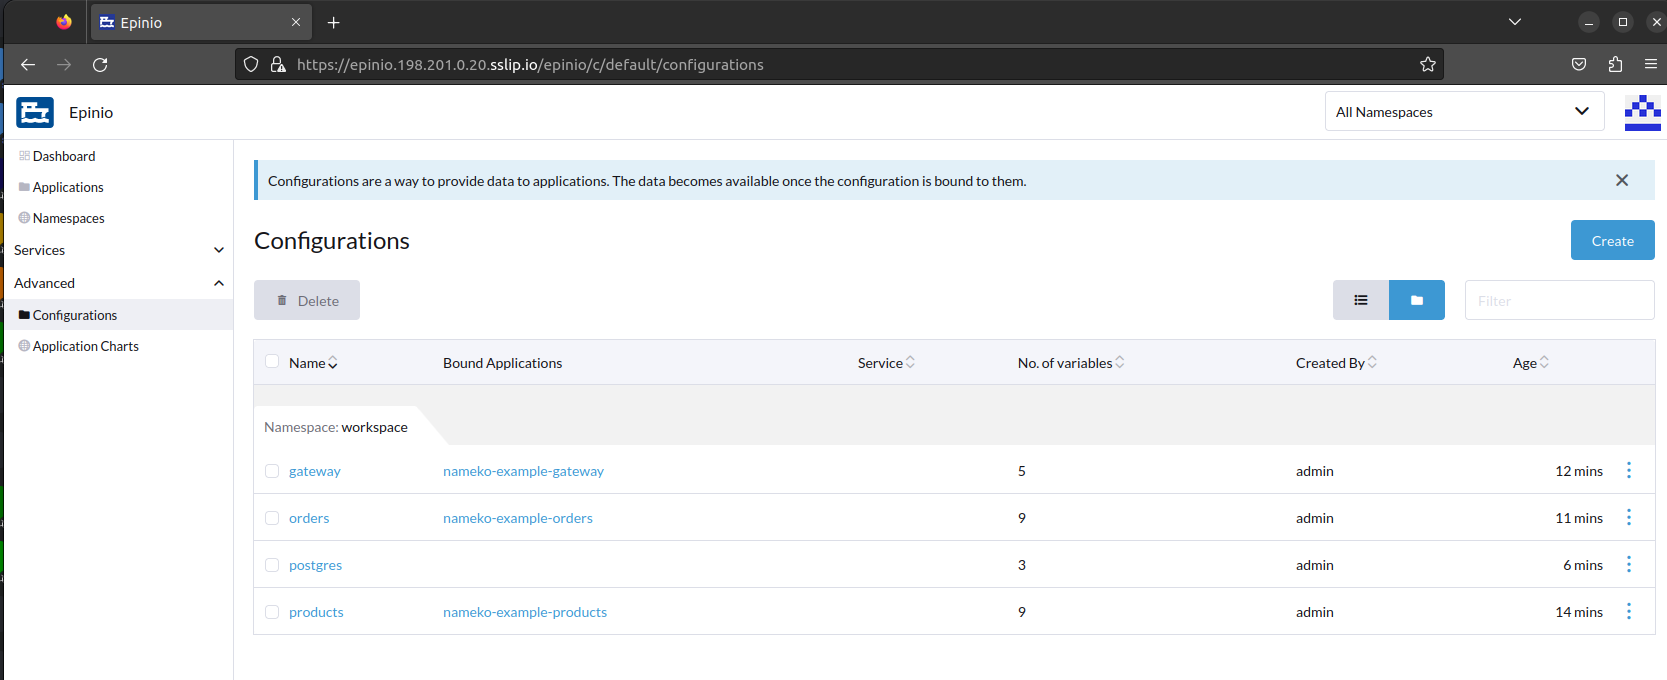 Epinio
https://epinio.198.201.0.20.sslip.io/epinio/c/default/configurations
Epinio
All Namespaces
Dashboard
Applications
Namespaces
Services
Advanced
Configurations
Application Charts
Configurations are a way to provide data to applications. The data becomes available once the configuration is bound to them.
Configurations
Create
Delete
Filter
Name Bound Applications Service No. of variables Created By Age
Namespace: workspace
gateway nameko-example-gateway 5 admin 12 mins
orders nameko-example-orders 9 admin 11 mins
postgres 3 admin 6 mins
products nameko-example-products 9 admin 14 mins